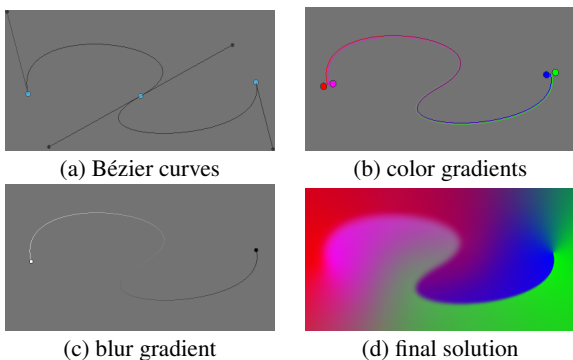 (a) Bézier curves
(b) color gradients
(c) blur gradient
(d) final solution